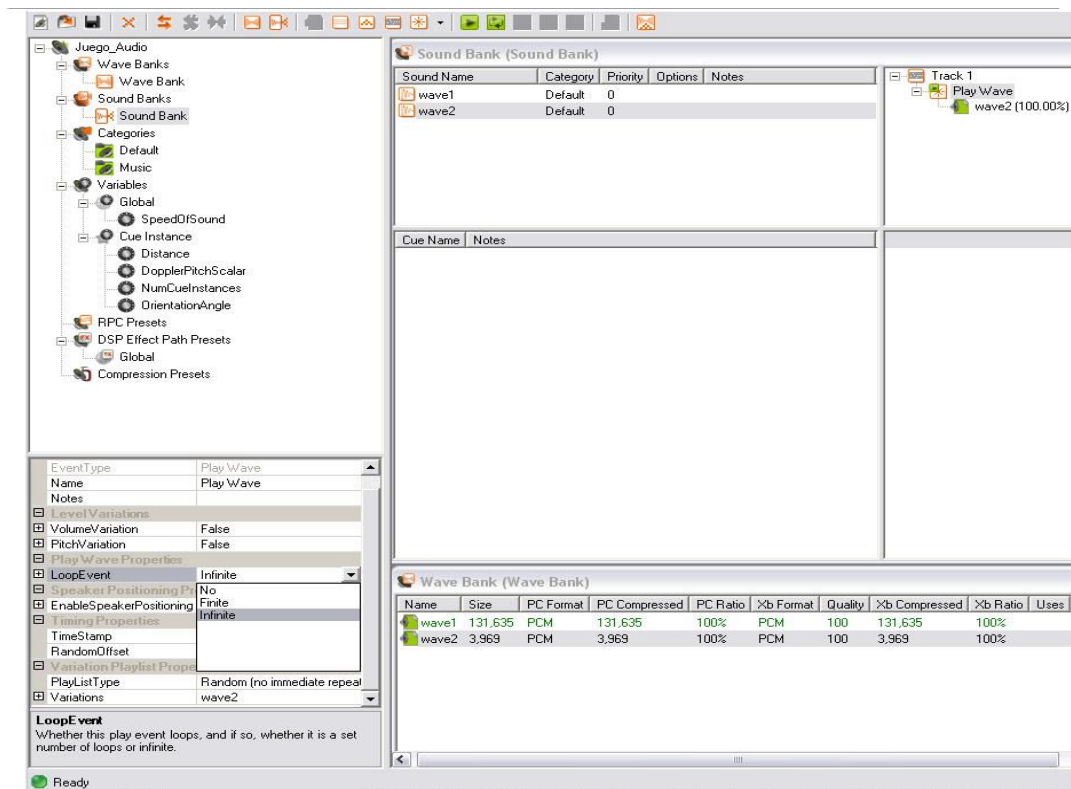 Juego_Audio
Wave Banks
Wave Bank
Sound Banks
Sound Bank
Categories
Default
Music
Variables
Global
SpeedOfSound
Cue Instance
Distance
DopplerPitchScalar
NumCueInstances
OrientationAngle
RPC Presets
DSP Effect Path Presets
Global
Compression Presets
EventType Play Wave
Name Play Wave
Notes
Level Variations
VolumeVariation False
PitchVariation False
Play Wave Properties
LoopEvent Infinite
Speaker Positioning Pr No
EnableSpeakerPositioning Finite
Infinite
Timing Properties
TimeStamp
RandomOffset
Variation Playlist Prope
PlayListType Random (no immediate repeat
Variations wave2
LoopEvent
Whether this play event loops, and if so, whether it is a set
number of loops or infinite.
Ready
Sound Bank (Sound Bank)
Sound Name Category Priority Options Notes
wave1 Default 0
wave2 Default 0
Track 1
Play Wave
wave2 (100.00%)
Cue Name Notes
Wave Bank (Wave Bank)
Name Size PC Format PC Compressed PC Ratio Xb Format Quality Xb Compressed Xb Ratio Uses
wave1 131,635 PCM 131,635 100% PCM 100 131,635 100%
wave2 3,969 PCM 3,969 100% PCM 100 3,969 100%